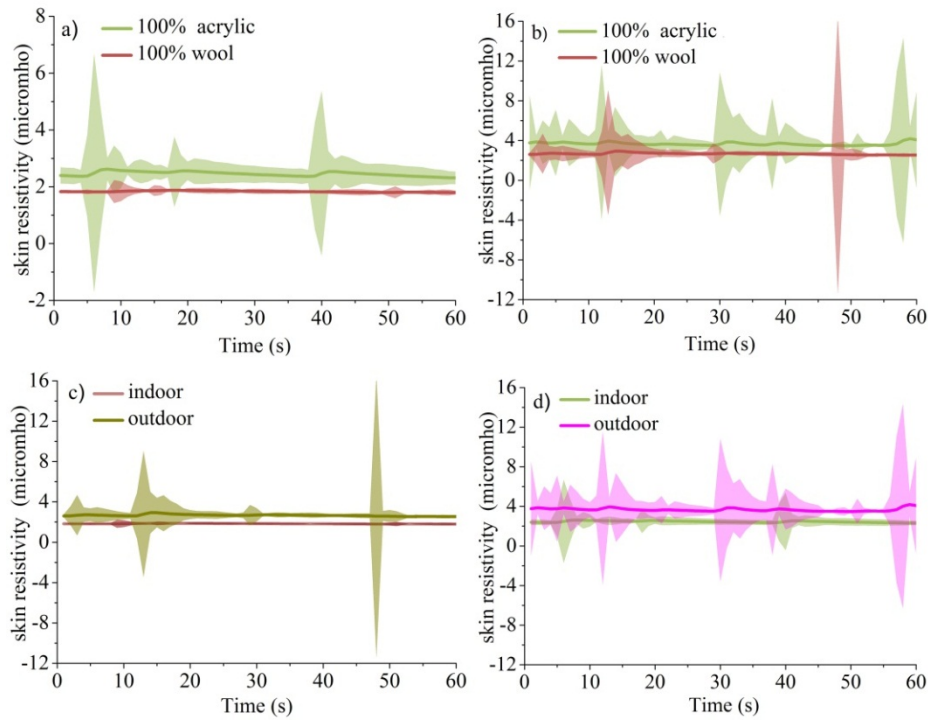 a)
100% acrylic
100% wool
skin resistivity (micromho)
8
6
4
2
0
-2
0 10 20 30 40 50 60
Time (s)
b)
100% acrylic
100% wool
skin resistivity (micromho)
16
12
8
4
0
-4
-8
-12
0 10 20 30 40 50 60
Time (s)
c)
indoor
outdoor
skin resistivity (micromho)
16
12
8
4
0
-4
-8
-12
0 10 20 30 40 50 60
Time (s)
d)
indoor
outdoor
skin resistivity (micromho)
16
12
8
4
0
-4
-8
-12
0 10 20 30 40 50 60
Time (s)